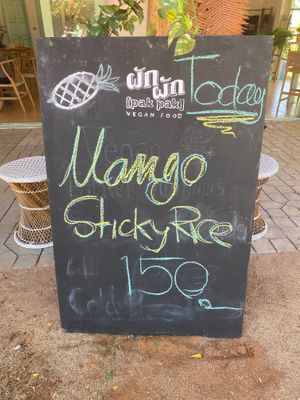 ผัก
ผัก
[pak pak]
VEGAN FOOD
Today
Mango
Sticky Rice
150.-